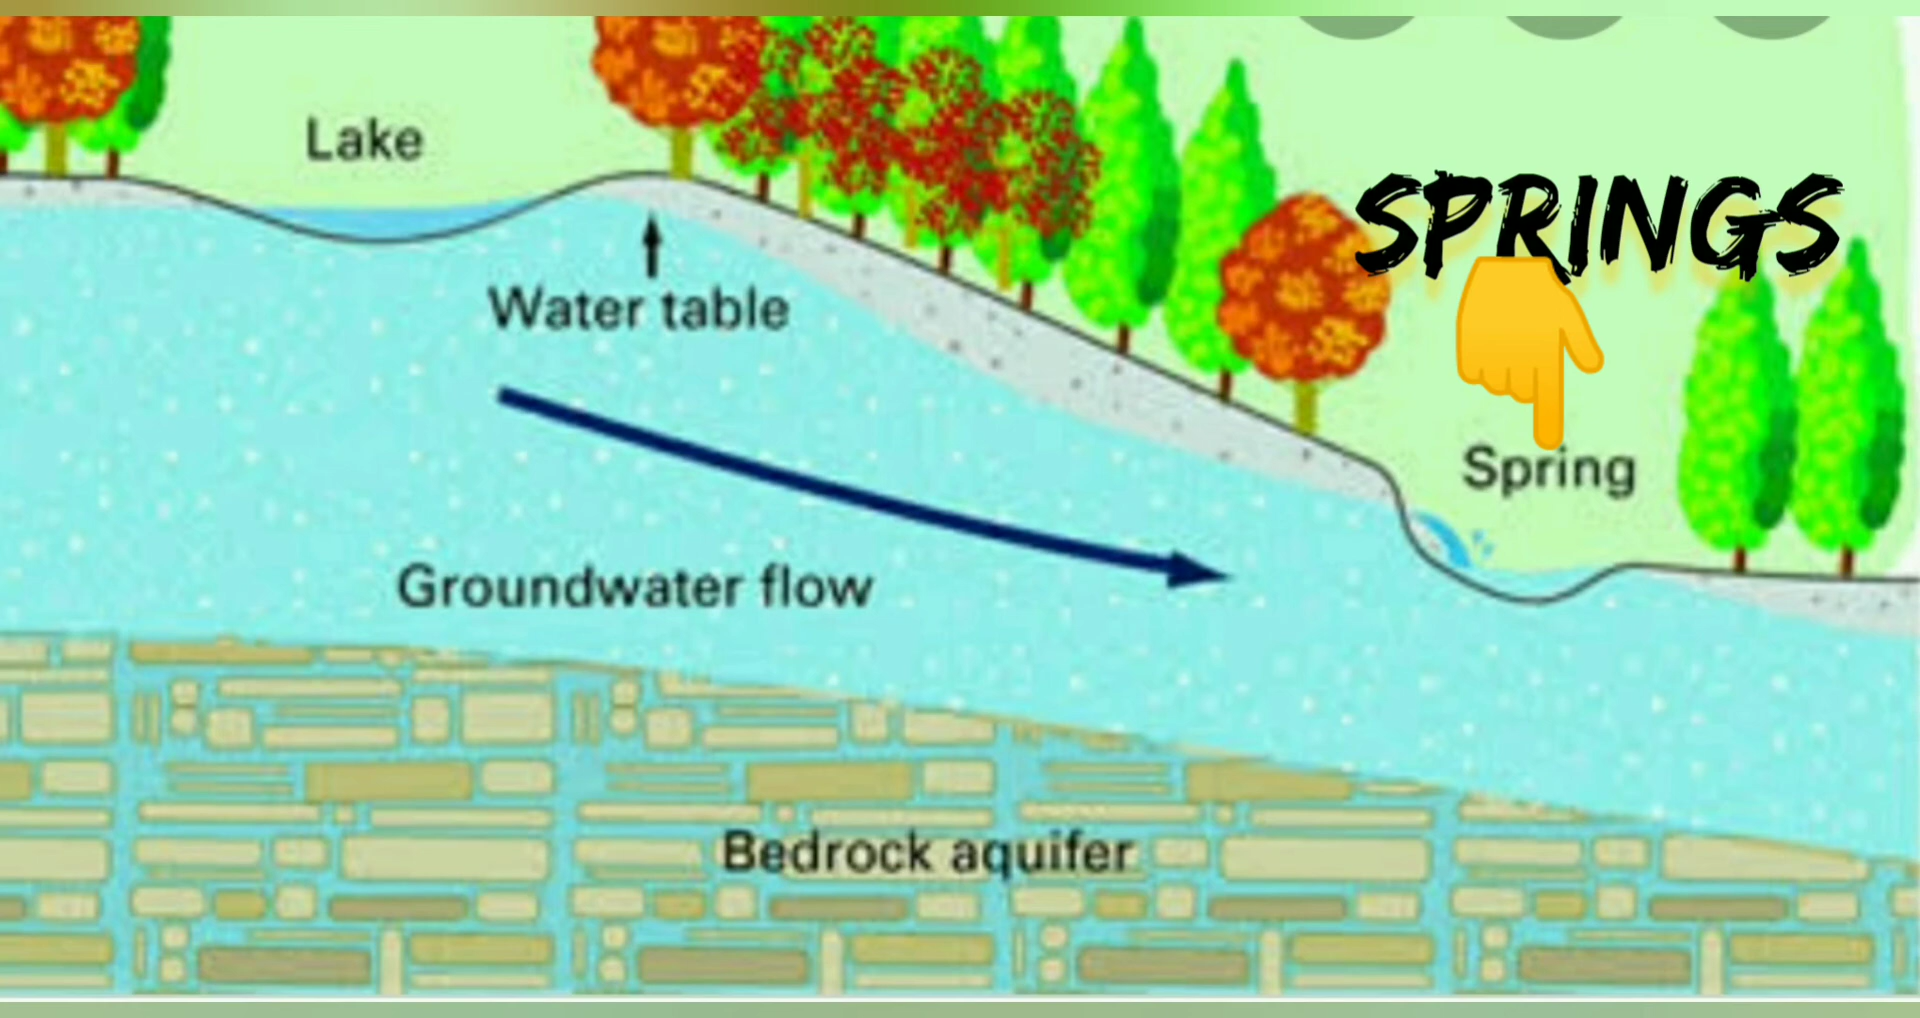 Lake
SPRINGS
Water table
Spring
Groundwater flow
Bedrock aquifer